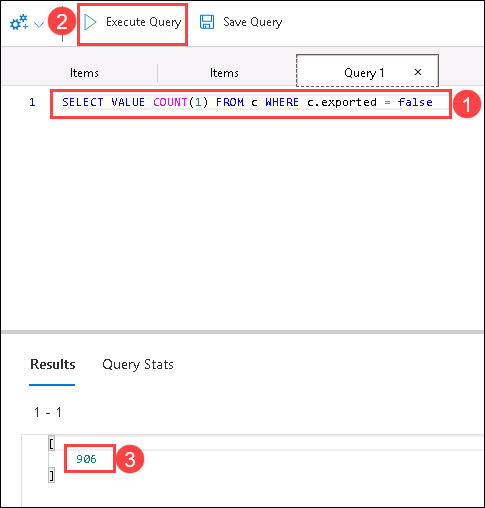 2 Execute Query Save Query
Items Items Query 1 ×
1 SELECT VALUE COUNT(1) FROM c WHERE c.exported = false 1
Results Query Stats
1 - 1
[
906 3
]